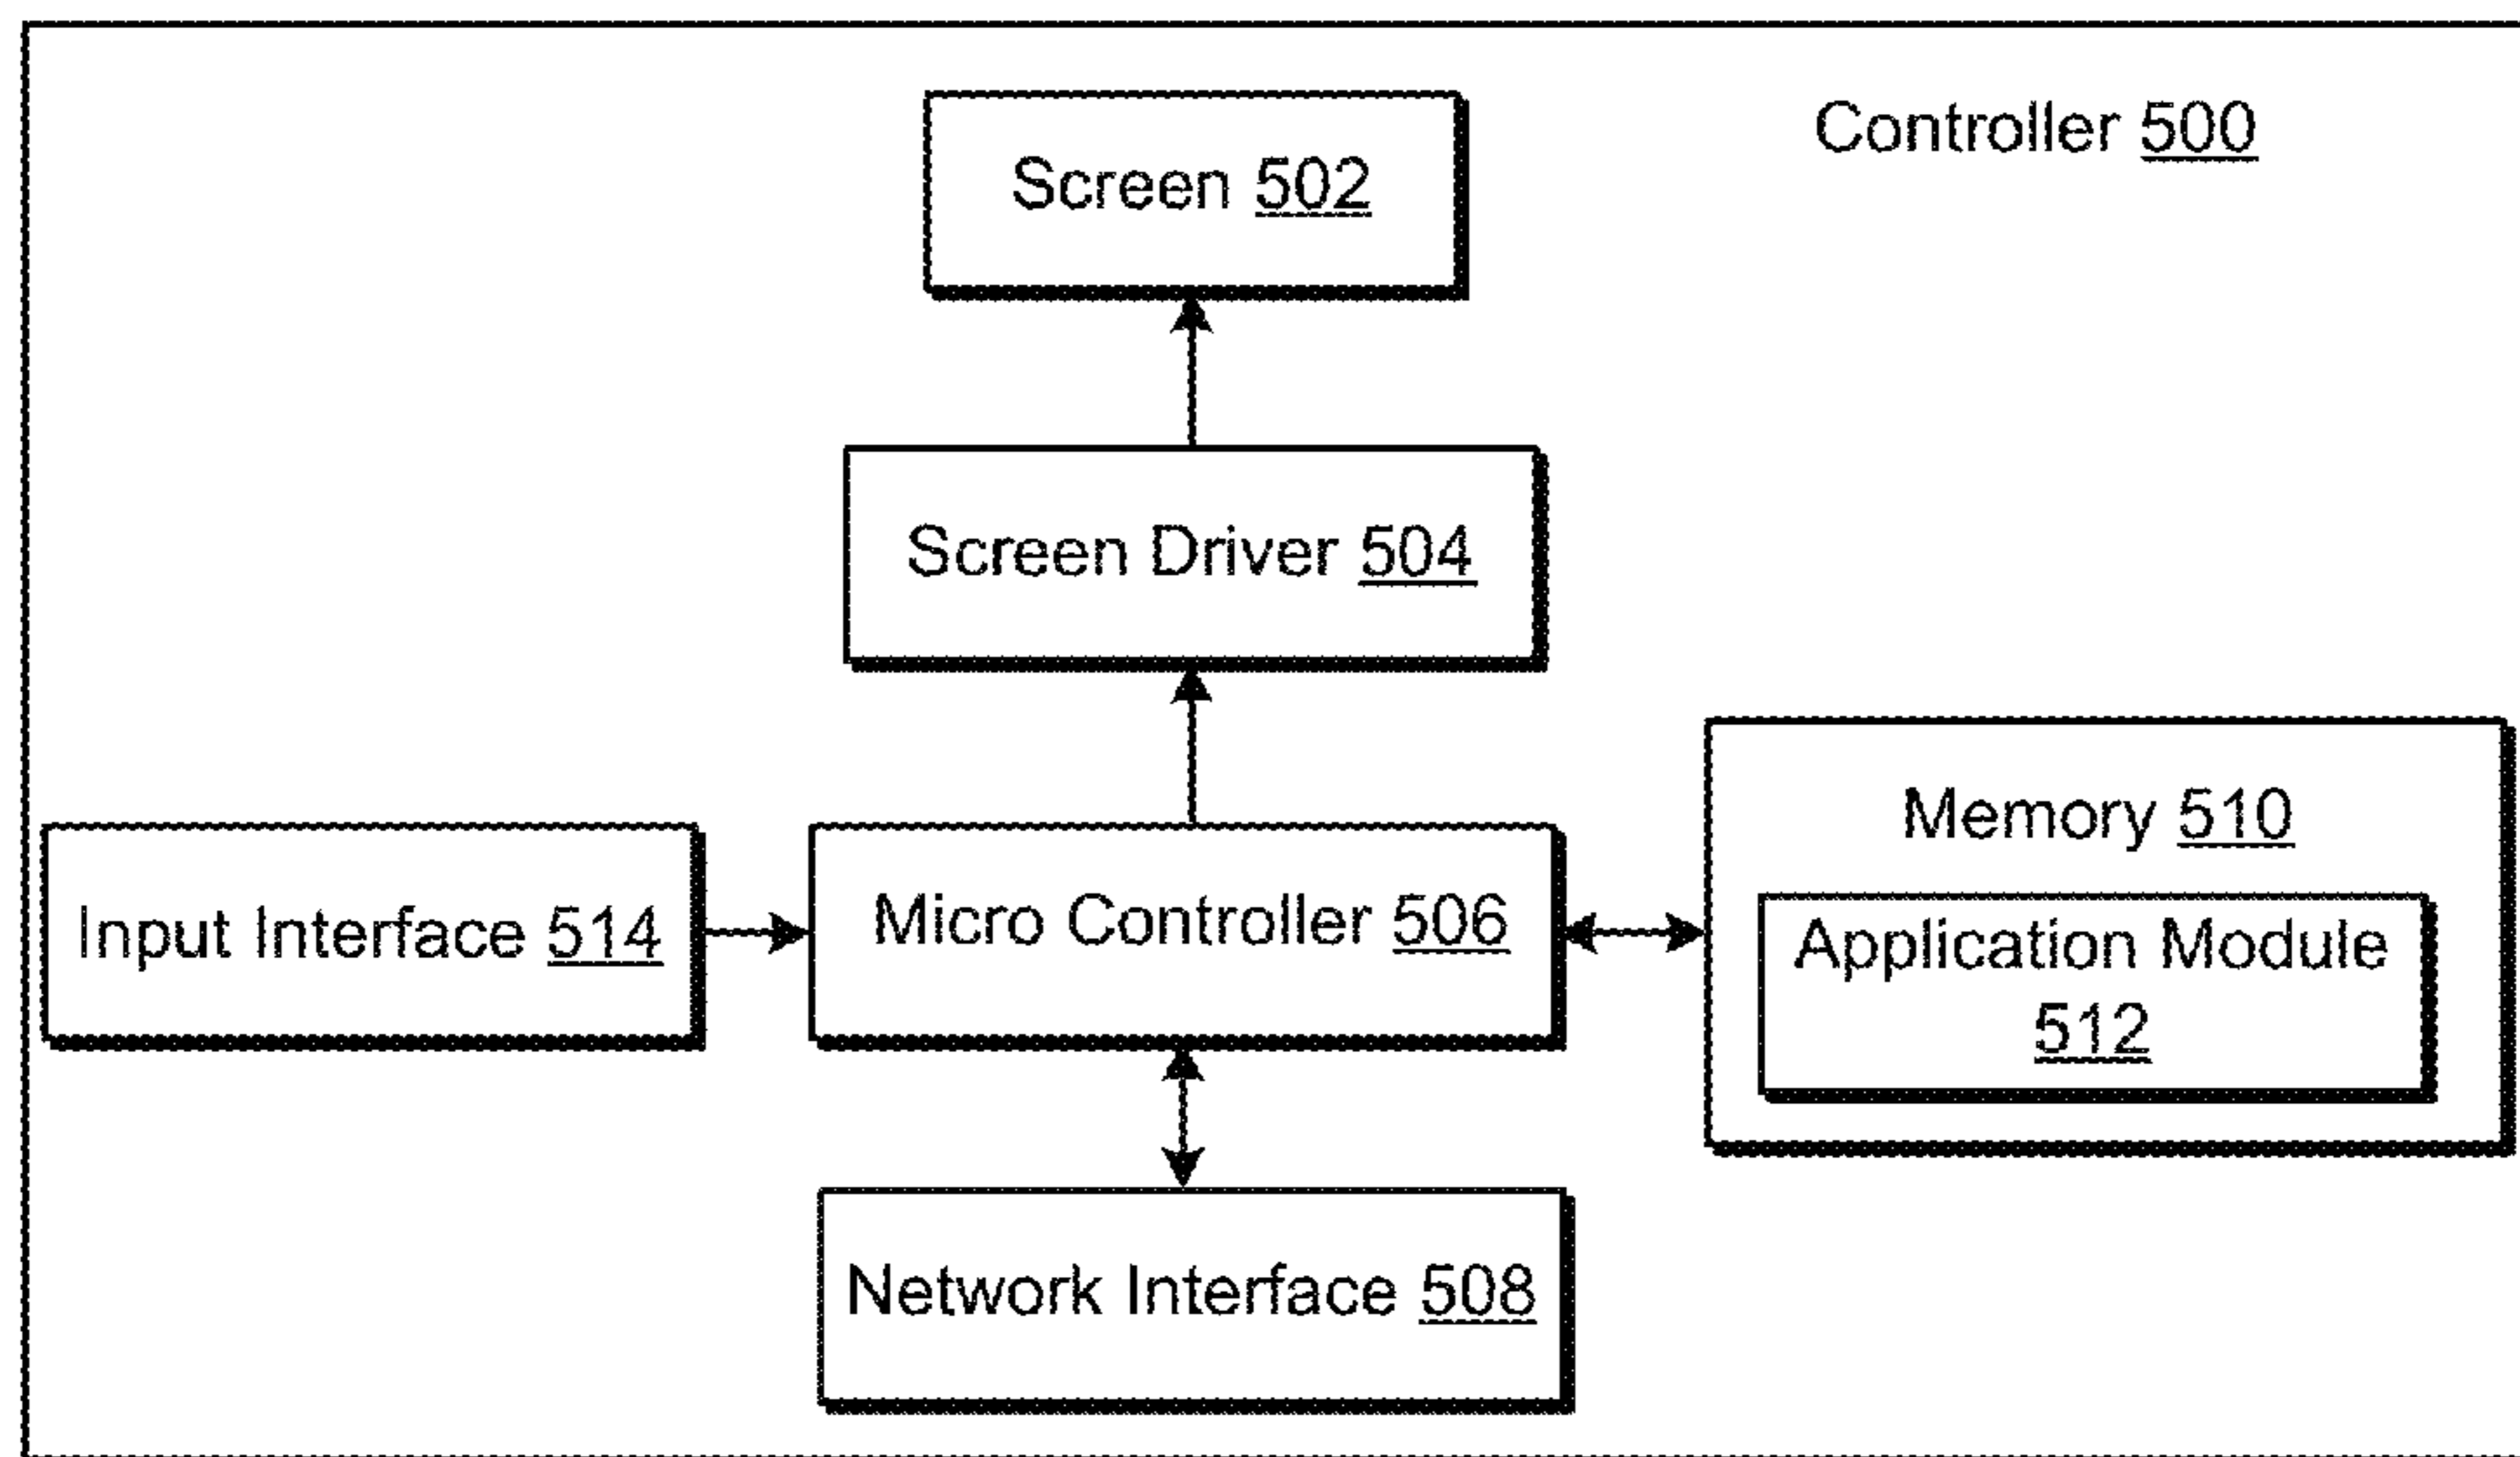 Controller 500
Screen 502
Screen Driver 504
Memory 510
Input Interface 514
Micro Controller 506
Application Module
512
Network Interface 508